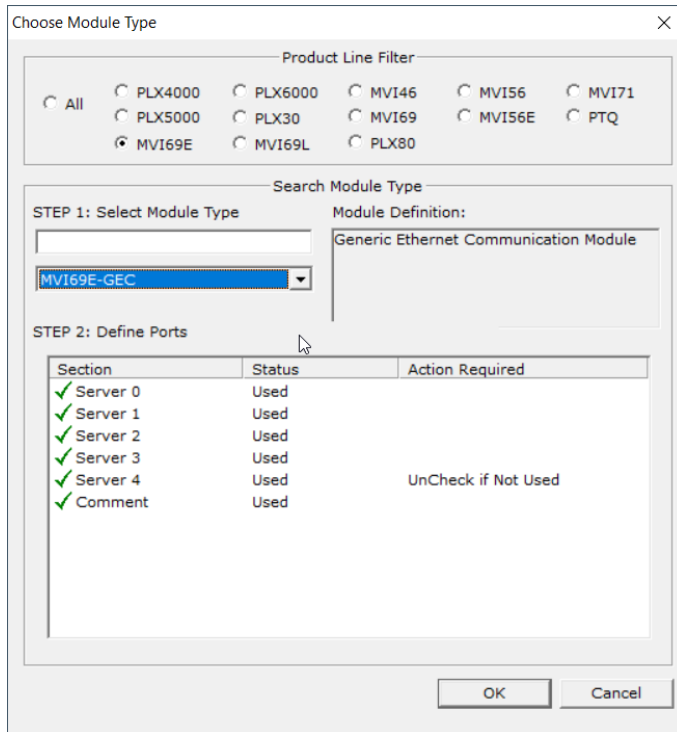 Choose Module Type
Product Line Filter
All
PLX4000 PLX6000 MVI46 MVI56 MVI71
PLX5000 PLX30 MVI69 MVI56E PTQ
MVI69E MVI69L PLX80
Search Module Type
STEP 1: Select Module Type Module Definition:
Generic Ethernet Communication Module
MVI69E-GEC
STEP 2: Define Ports
Section Status Action Required
Server 0 Used
Server 1 Used
Server 2 Used
Server 3 Used
Server 4 Used UnCheck if Not Used
Comment Used
OK Cancel